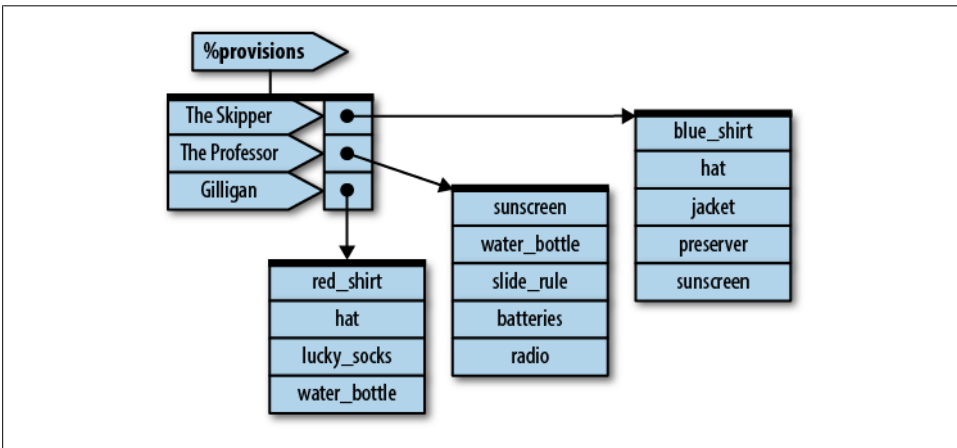 %provisions
The Skipper
The Professor
Gilligan
blue_shirt
hat
jacket
preserver
sunscreen
sunscreen
water_bottle
slide_rule
batteries
radio
red_shirt
hat
lucky_socks
water_bottle